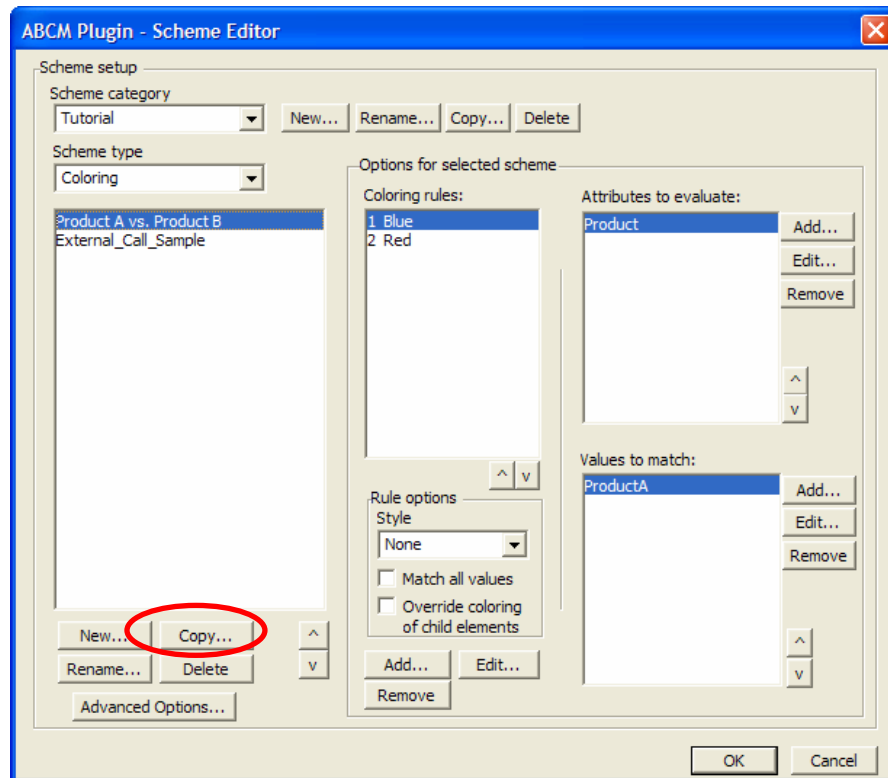 ABCM Plugin - Scheme Editor
Scheme setup
Scheme category
Tutorial
New...
Rename...
Copy...
Delete
Scheme type
Coloring
Product A vs. Product B
External_Call_Sample
New...
Copy...
^
Rename...
Delete
v
Advanced Options...
Options for selected scheme
Coloring rules:
1 Blue
2 Red
^
v
Rule options
Style
None
Match all values
Override coloring
of child elements
Add...
Edit...
Remove
Attributes to evaluate:
Product
Add...
Edit...
Remove
^
v
Values to match:
ProductA
Add...
Edit...
Remove
^
v
OK
Cancel